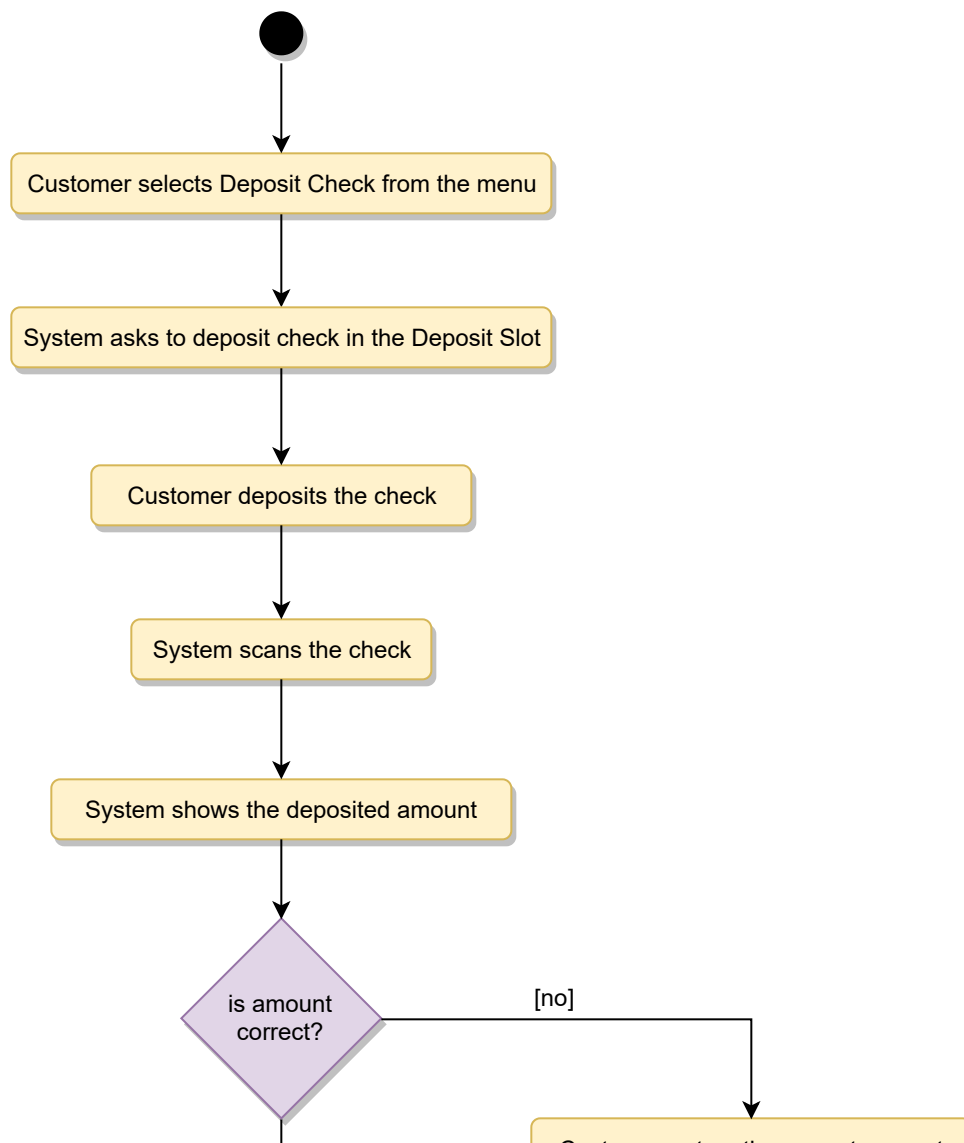 Customer selects Deposit Check from the menu
System asks to deposit check in the Deposit Slot
Customer deposits the check
System scans the check
System shows the deposited amount
is amount
correct?
[no]